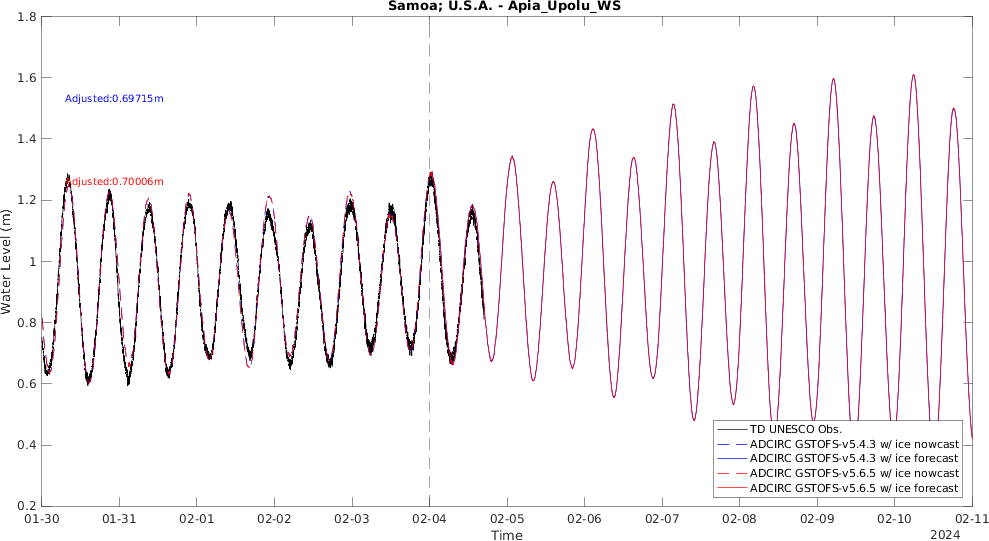 Samoa; U.S.A. - Apia_Upolu_WS
1.8
1.6
1.4
1.2
1
0.8
0.6
0.4
0.2
Water Level (m)
Adjusted:0.69715m
Adjusted:0.70006m
TD UNESCO Obs.
ADCIRC GSTOFS-v5.4.3 w/ ice nowcast
ADCIRC GSTOFS-v5.4.3 w/ ice forecast
ADCIRC GSTOFS-v5.6.5 w/ ice nowcast
ADCIRC GSTOFS-v5.6.5 w/ ice forecast
01-30 01-31 02-01 02-02 02-03 02-04 02-05 02-06 02-07 02-08 02-09 02-10 02-11
Time
2024